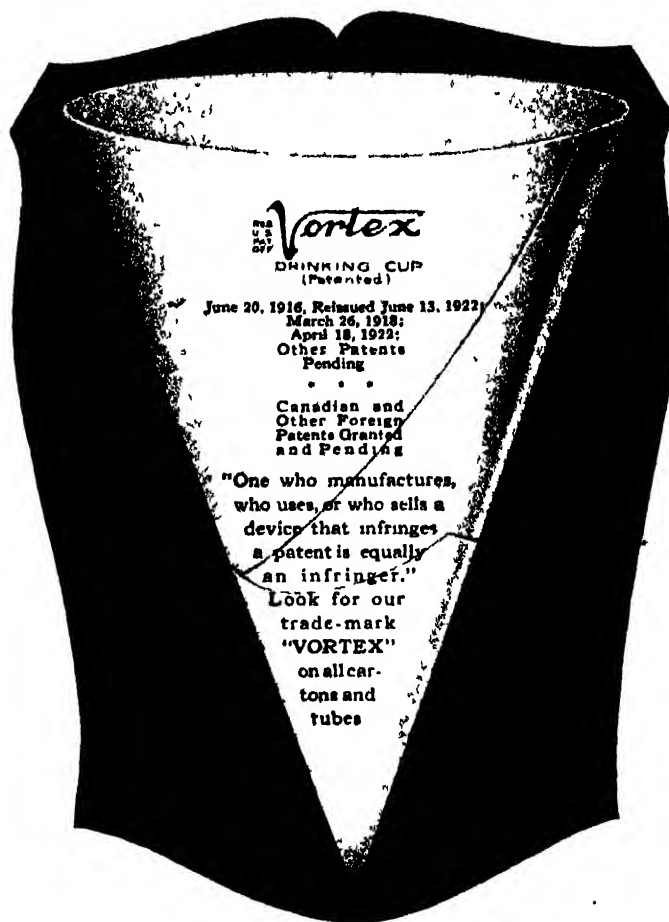 REG
U S
PAT
OFF
Vortex
DRINKING CUP
(Patented)
June 20, 1916, Reissued June 13, 1922;
March 26, 1918;
April 18, 1922;
Other Patents
Pending
• • •
Canadian and
Other Foreign
Patents Granted
and Pending
"One who manufactures,
who uses, or who sells a
device that infringes
a patent is equally
an infringer."
Look for our
trade-mark
"VORTEX"
on all car-
tons and
tubes